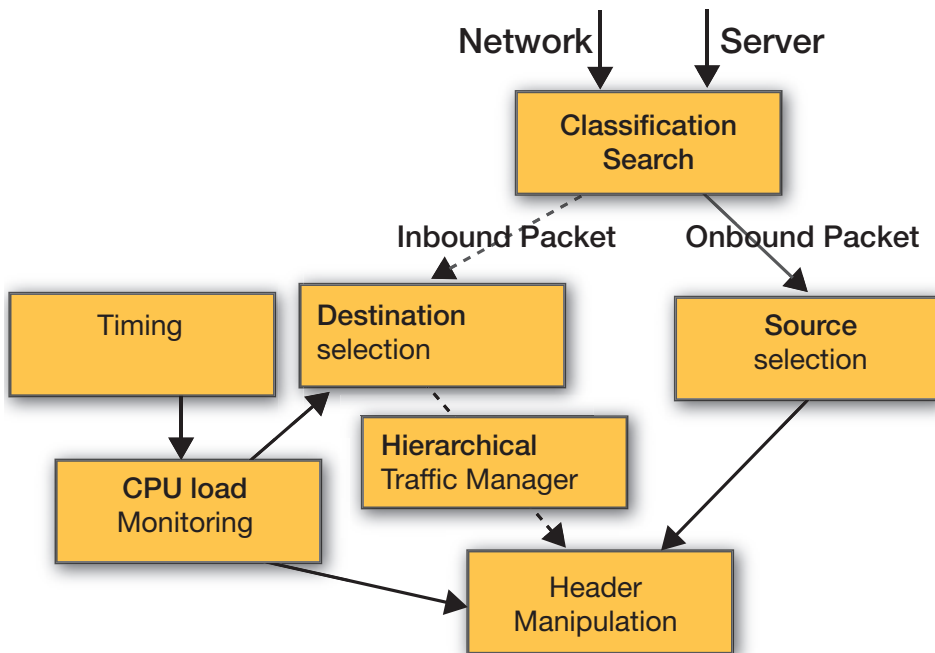 Network
Server
Classification
Search
Inbound Packet
Onbound Packet
Timing
Destination
selection
Source
selection
Hierarchical
Traffic Manager
CPU load
Monitoring
Header
Manipulation